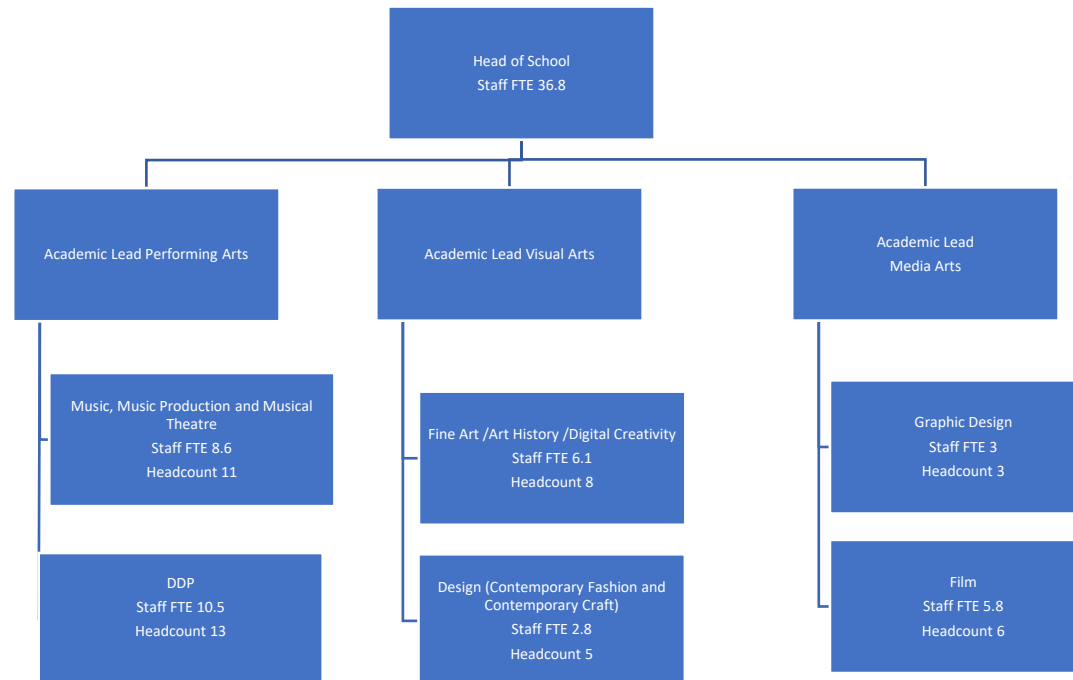 Head of School
Staff FTE 36.8
Academic Lead Performing Arts
Academic Lead Visual Arts
Academic Lead
Media Arts
Music, Music Production and Musical
Theatre
Staff FTE 8.6
Headcount 11
Fine Art /Art History /Digital Creativity
Staff FTE 6.1
Headcount 8
Graphic Design
Staff FTE 3
Headcount 3
DDP
Staff FTE 10.5
Headcount 13
Design (Contemporary Fashion and
Contemporary Craft)
Staff FTE 2.8
Headcount 5
Film
Staff FTE 5.8
Headcount 6